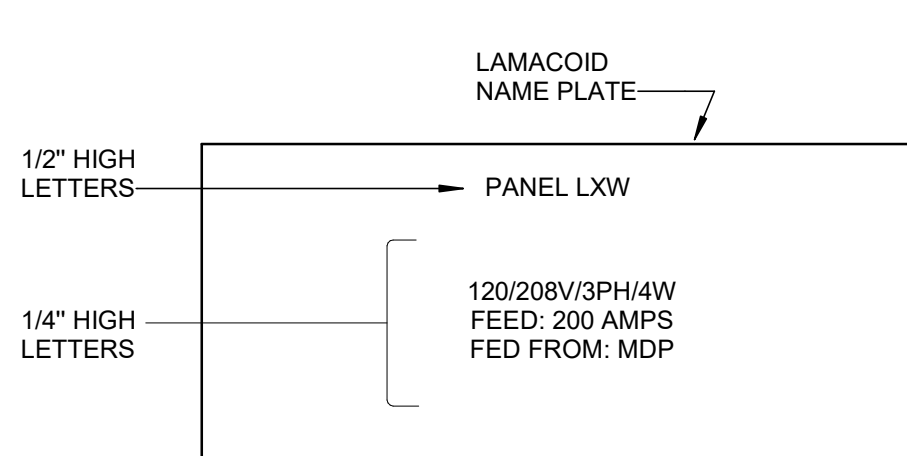 LAMACOID
NAME PLATE
1/2" HIGH
LETTERS
PANEL LXW
1/4" HIGH
LETTERS
120/208V/3PH/4W
FEED: 200 AMPS
FED FROM: MDP